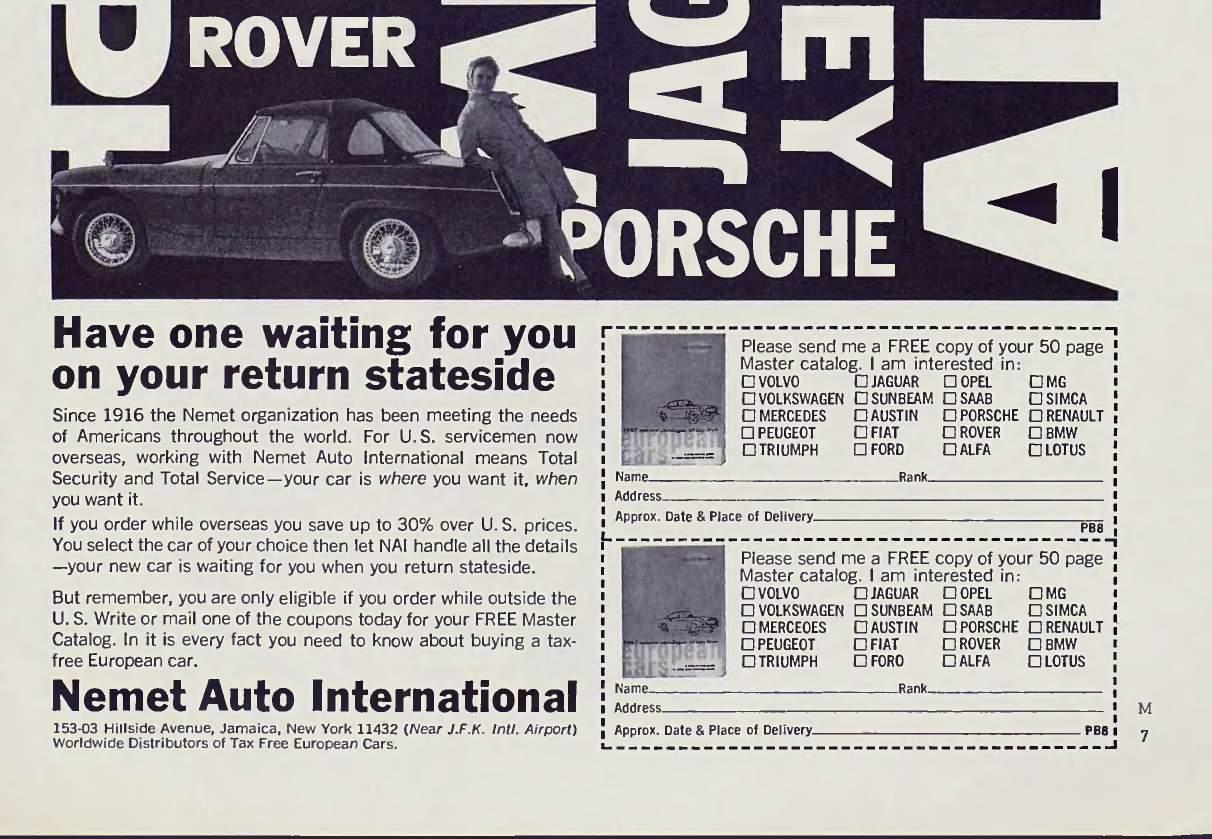 ROVER
JAG
EY
PORSCHE
Have one waiting for you
on your return stateside
Since 1916 the Nemet organization has been meeting the needs
of Americans throughout the world. For U.S. servicemen now
overseas, working with Nemet Auto International means Total
Security and Total Service—your car is where you want it, when
you want it.
If you order while overseas you save up to 30% over U.S. prices.
You select the car of your choice then let NAI handle all the details
—your new car is waiting for you when you return stateside.
But remember, you are only eligible if you order while outside the
U.S. Write or mail one of the coupons today for your FREE Master
Catalog. In it is every fact you need to know about buying a tax-
free European car.
Nemet Auto International
153-03 Hillside Avenue, Jamaica, New York 11432 (Near J.F.K. Intl. Airport)
Worldwide Distributors of Tax Free European Cars.
Please send me a FREE copy of your 50 page
Master catalog. I am interested in:
☐ VOLVO ☐ JAGUAR ☐ OPEL ☐ MG
☐ VOLKSWAGEN ☐ SUNBEAM ☐ SAAB ☐ SIMCA
☐ MERCEDES ☐ AUSTIN ☐ PORSCHE ☐ RENAULT
☐ PEUGEOT ☐ FIAT ☐ ROVER ☐ BMW
☐ TRIUMPH ☐ FORD ☐ ALFA ☐ LOTUS
european
cars
Name Rank
Address
Approx. Date & Place of Delivery
PB8
Please send me a FREE copy of your 50 page
Master catalog. I am interested in:
☐ VOLVO ☐ JAGUAR ☐ OPEL ☐ MG
☐ VOLKSWAGEN ☐ SUNBEAM ☐ SAAB ☐ SIMCA
☐ MERCEOES ☐ AUSTIN ☐ PORSCHE ☐ RENAULT
☐ PEUGEOT ☐ FIAT ☐ ROVER ☐ BMW
☐ TRIUMPH ☐ FORO ☐ ALFA ☐ LOTUS
european
cars
Name Rank
Address
Approx. Date & Place of Delivery PB8
M
7